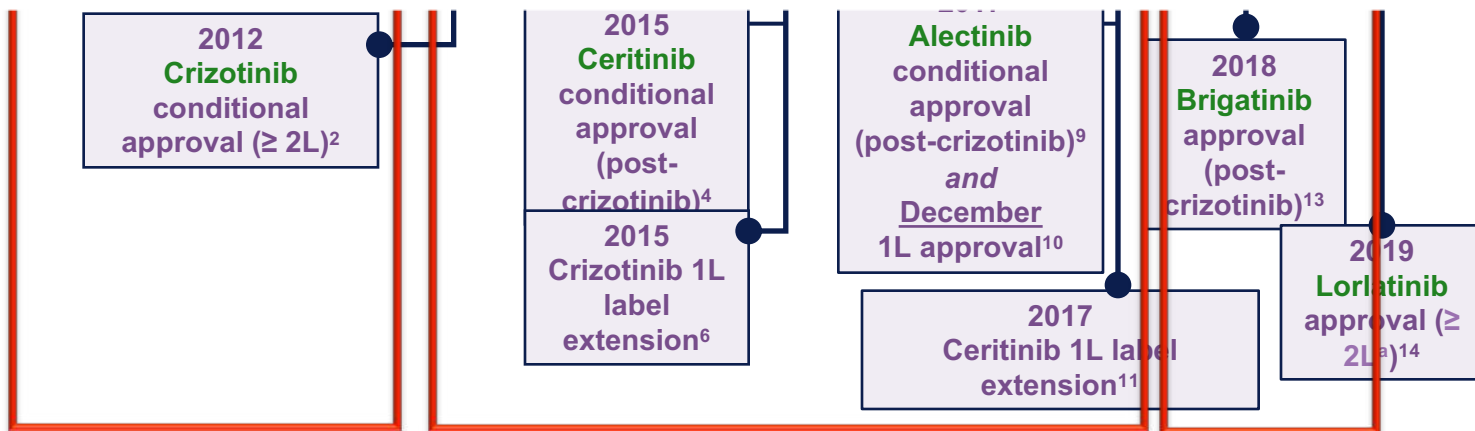 2012
Crizotinib
conditional
approval (≥ 2L)²
2015
Ceritinib
conditional
approval
(post-
crizotinib)⁴
2015
Crizotinib 1L
label
extension⁶
Alectinib
conditional
approval
(post-crizotinib)⁹
and
December
1L approval¹⁰
2017
Ceritinib 1L label
extension¹¹
2018
Brigatinib
approval
(post-
crizotinib)¹³
2019
Lorlatinib
approval (≥
2Lᵃ)¹⁴